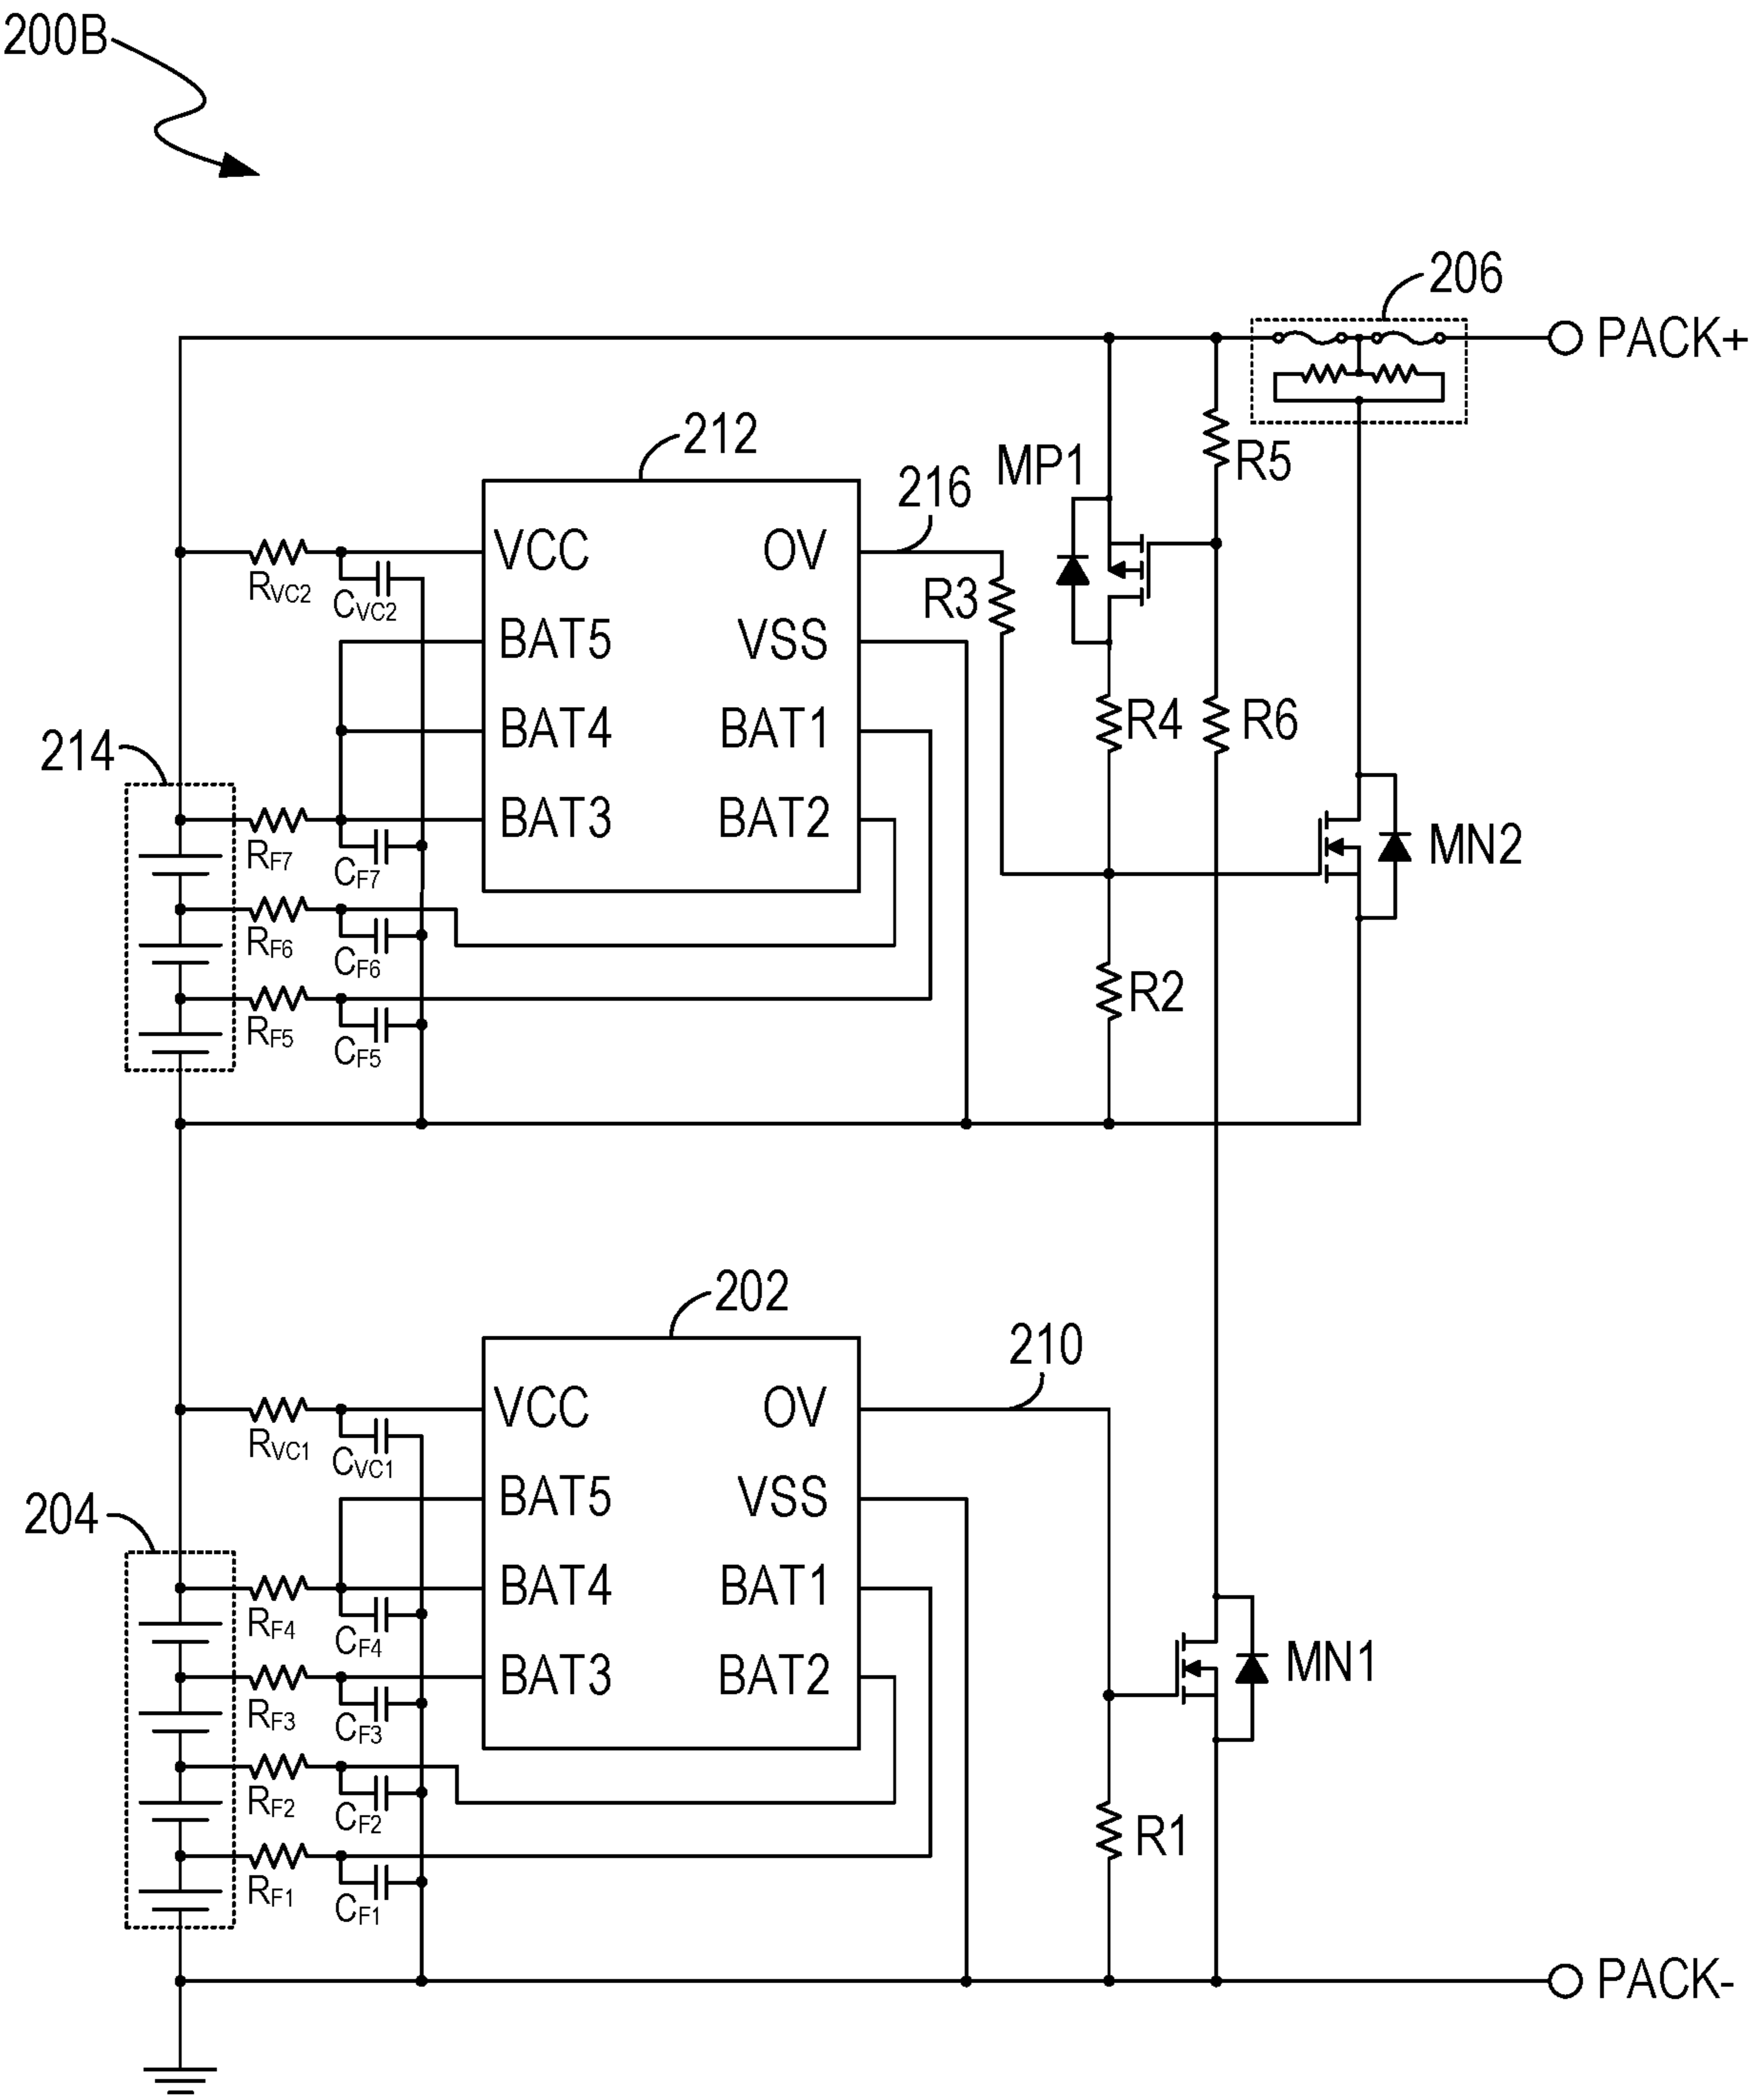 200B
206
PACK+
212
MP1
R5
216
VCC
OV
RVC2
CVC2
R3
BAT5
VSS
214
BAT4
BAT1
R4
R6
BAT3
BAT2
RF7
CF7
MN2
RF6
CF6
R2
RF5
CF5
202
210
VCC
OV
RVC1
CVC1
204
BAT5
VSS
BAT4
BAT1
RF4
CF4
BAT3
BAT2
MN1
RF3
CF3
RF2
CF2
R1
RF1
CF1
PACK-